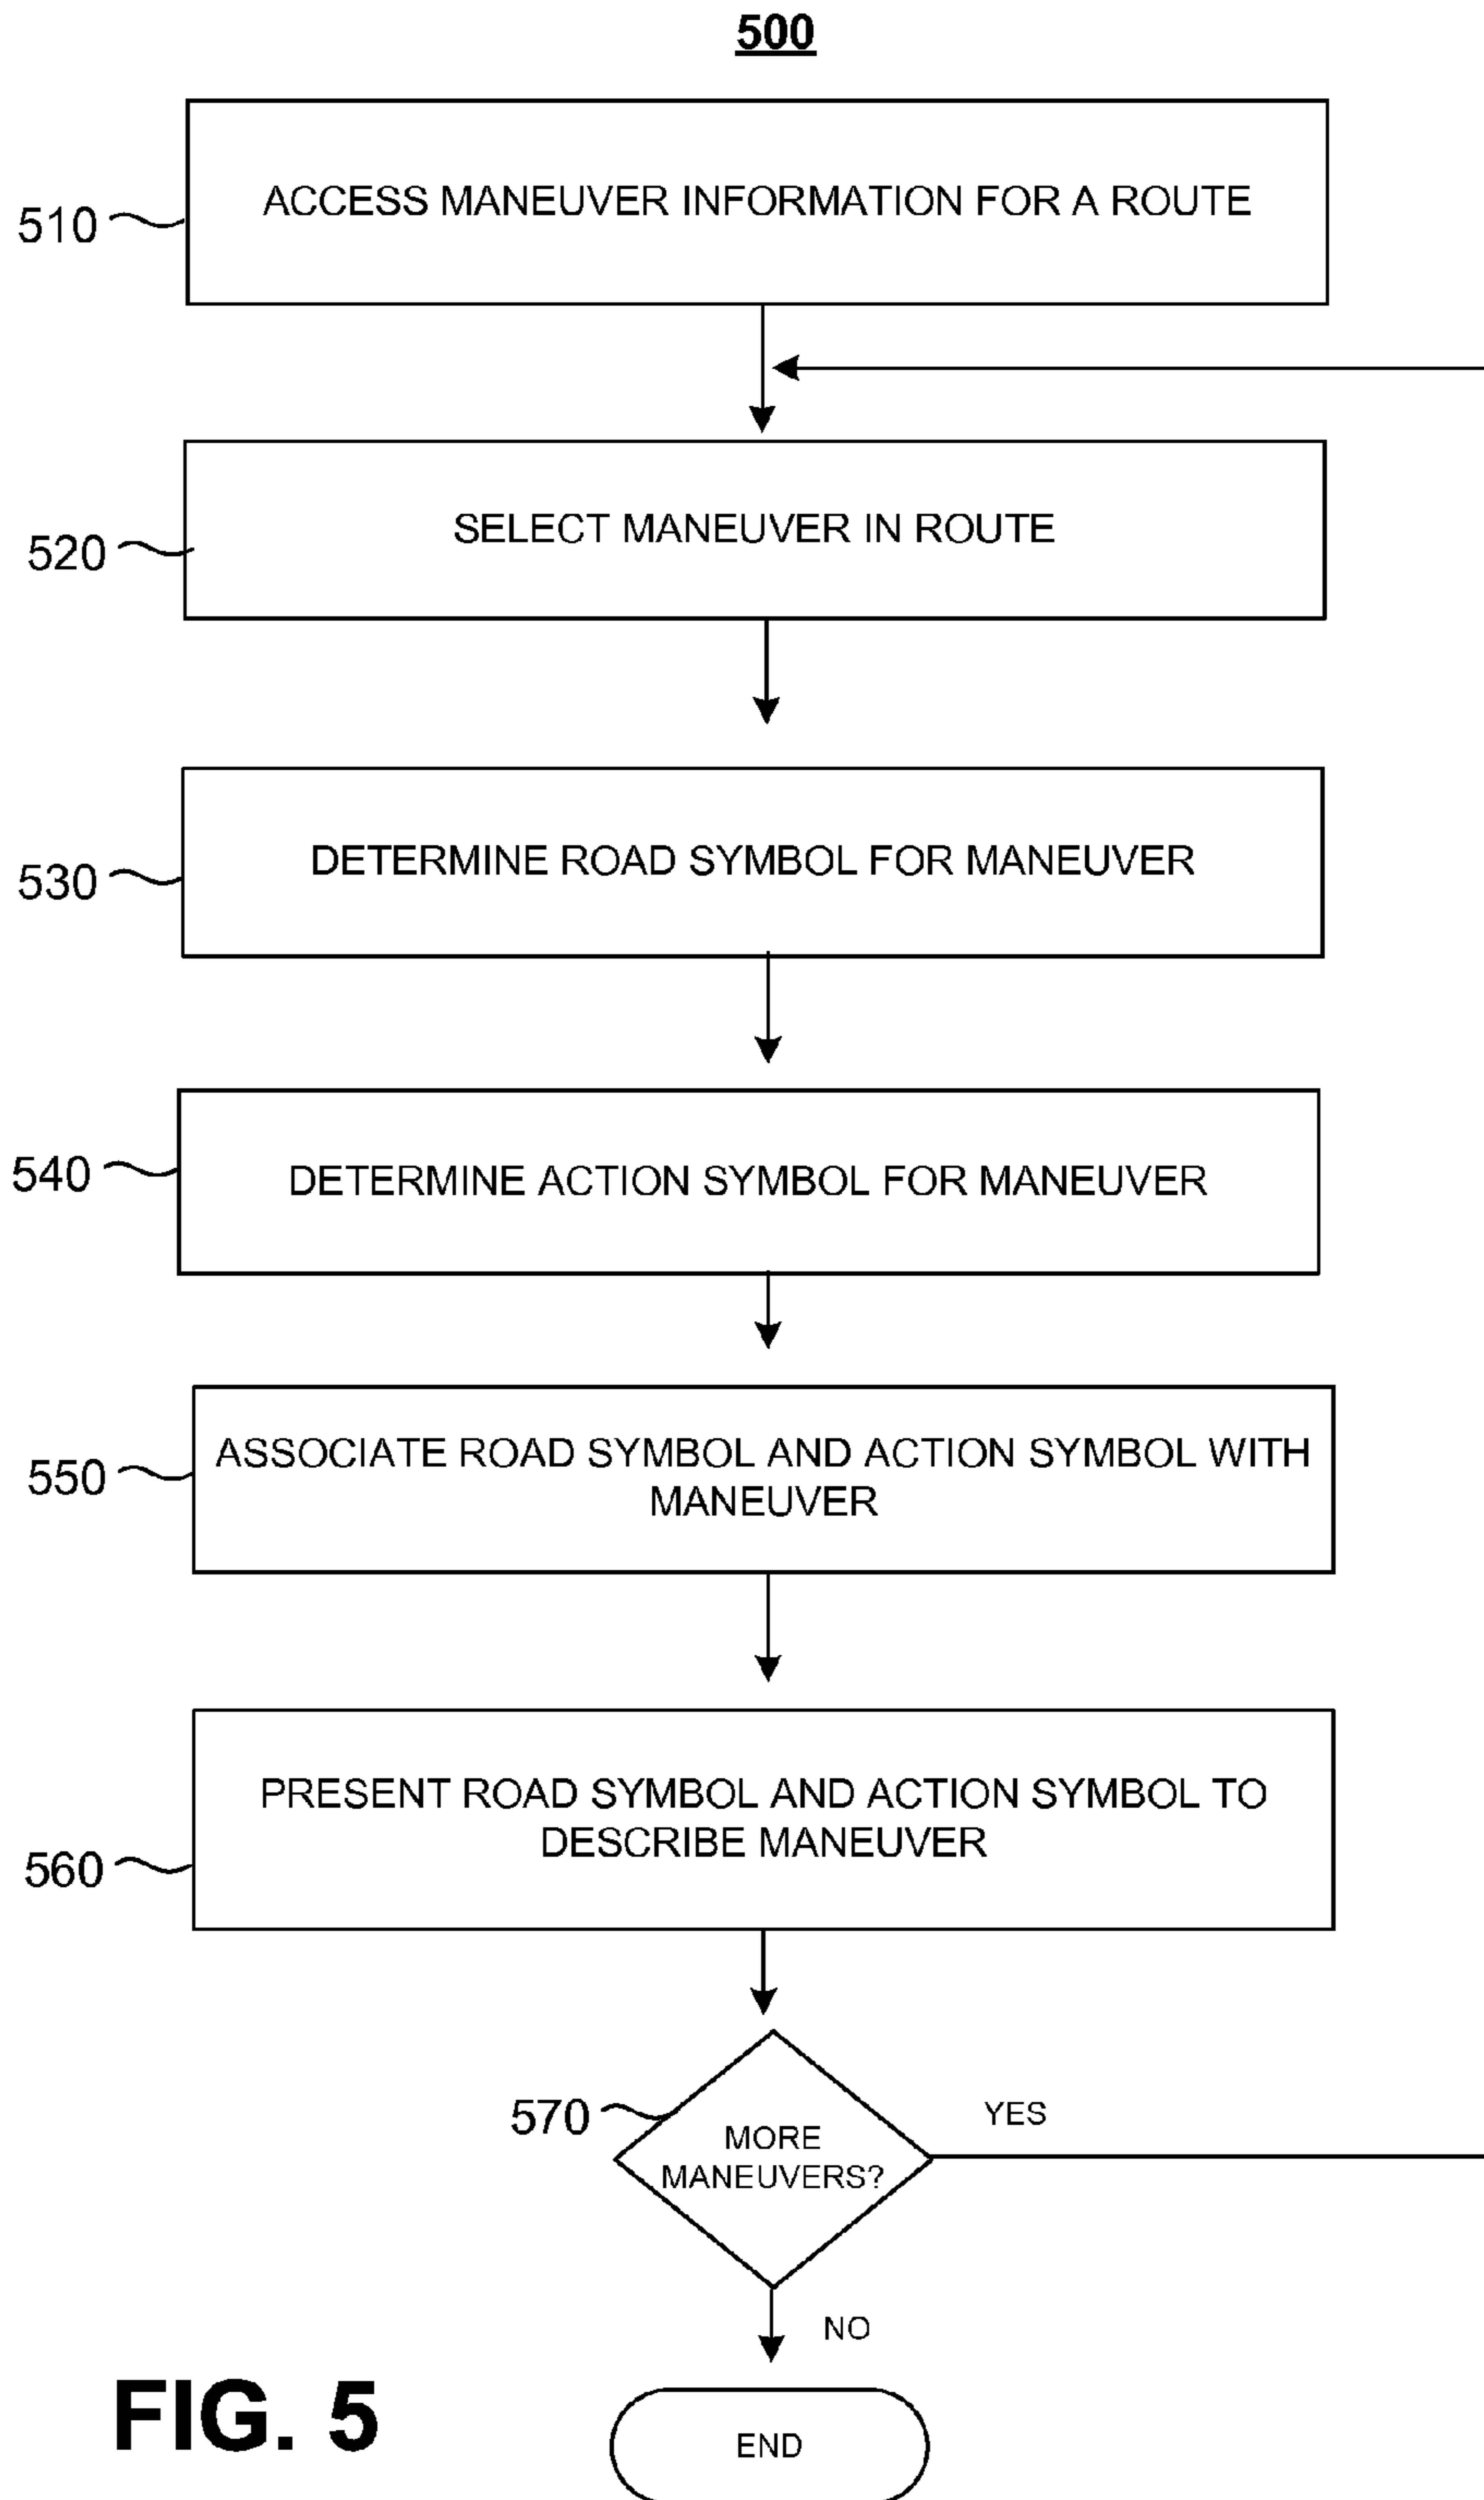 500
510
ACCESS MANEUVER INFORMATION FOR A ROUTE
520
SELECT MANEUVER IN ROUTE
530
DETERMINE ROAD SYMBOL FOR MANEUVER
540
DETERMINE ACTION SYMBOL FOR MANEUVER
550
ASSOCIATE ROAD SYMBOL AND ACTION SYMBOL WITH
MANEUVER
560
PRESENT ROAD SYMBOL AND ACTION SYMBOL TO
DESCRIBE MANEUVER
570
MORE
MANEUVERS?
YES
NO
END
FIG. 5